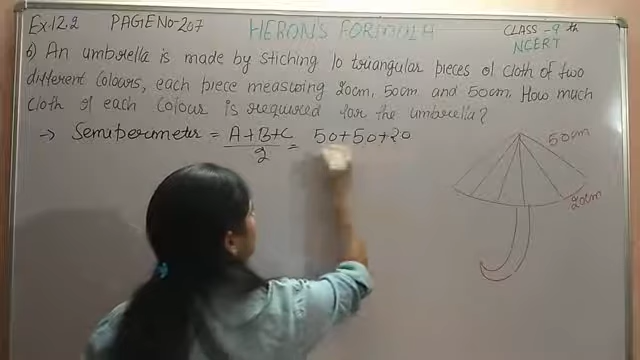 Ex.12.2 PAGE No-207 HERON'S FORMULA CLASS-9th
NCERT
6) An umbrella is made by stiching 10 triangular pieces of cloth of two
different colours, each piece measuring 20cm, 50cm and 50cm. How much
cloth of each colour is required for the umbrella?
→ Semiperimeter = A+B+C/2 = 50+50+20
50cm
20cm